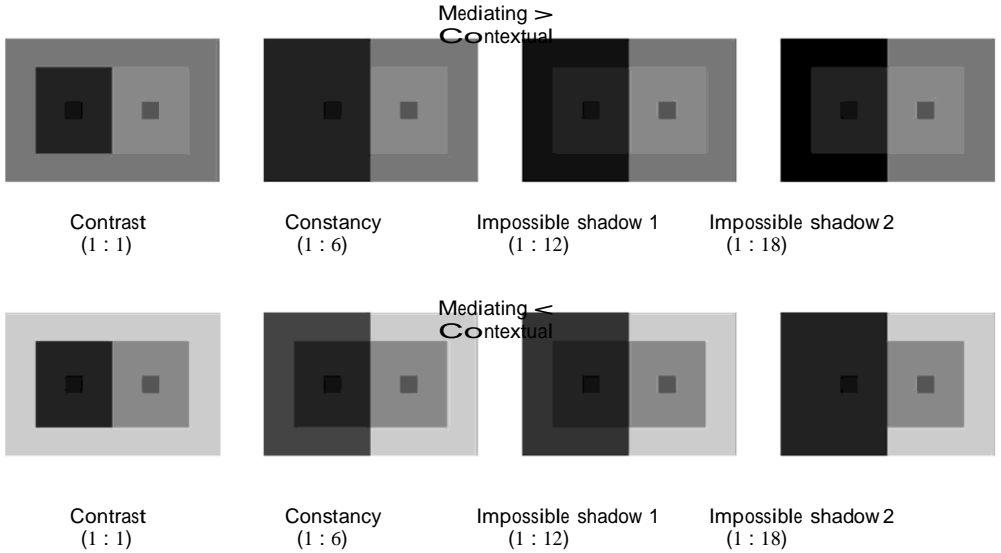 Mediating >
Contextual
Contrast Constancy Impossible shadow 1 Impossible shadow 2
(1 : 1) (1 : 6) (1 : 12) (1 : 18)
Mediating <
Contextual
Contrast Constancy Impossible shadow 1 Impossible shadow 2
(1 : 1) (1 : 6) (1 : 12) (1 : 18)